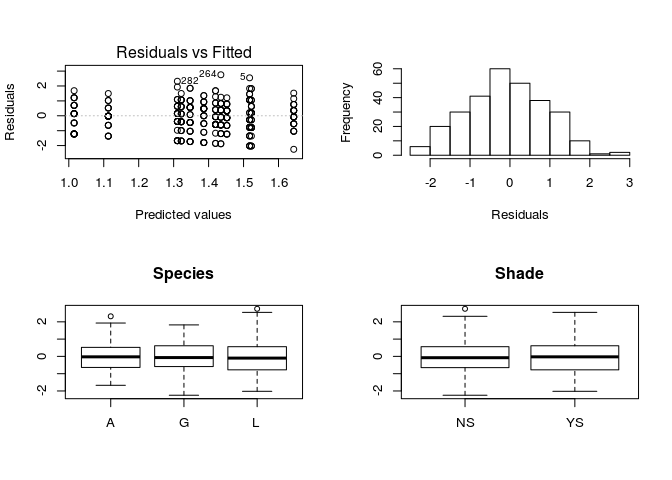 Residuals vs Fitted
Residuals
-2 0 2
282
264
5
1.0 1.1 1.2 1.3 1.4 1.5 1.6
Predicted values
Frequency
0 20 40 60
-2 -1 0 1 2 3
Residuals
Species
-2 0 2
A G L
Shade
-2 0 2
NS YS